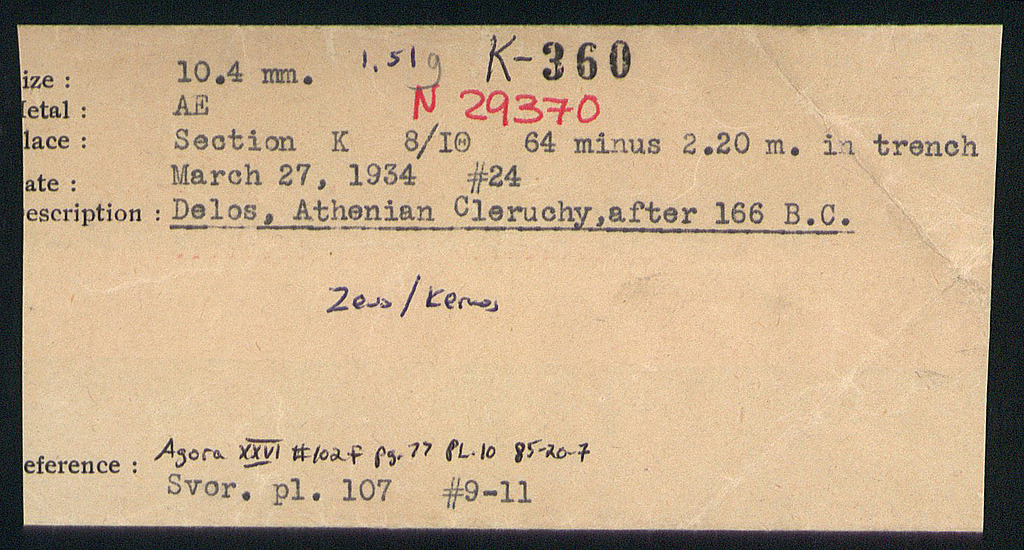 ize : 10.4 mm. 1.51g K-360
etal : AE N 29370
lace : Section K 8/ΙΘ 64 minus 2.20 m. in trench
ate : March 27, 1934 #24
escription : Delos, Athenian Cleruchy,after 166 B.C.
Zeus/Kernos
eference : Agora XXVI #102f pg. 77 PL.10 85-20-7
Svor. pl. 107 #9-11